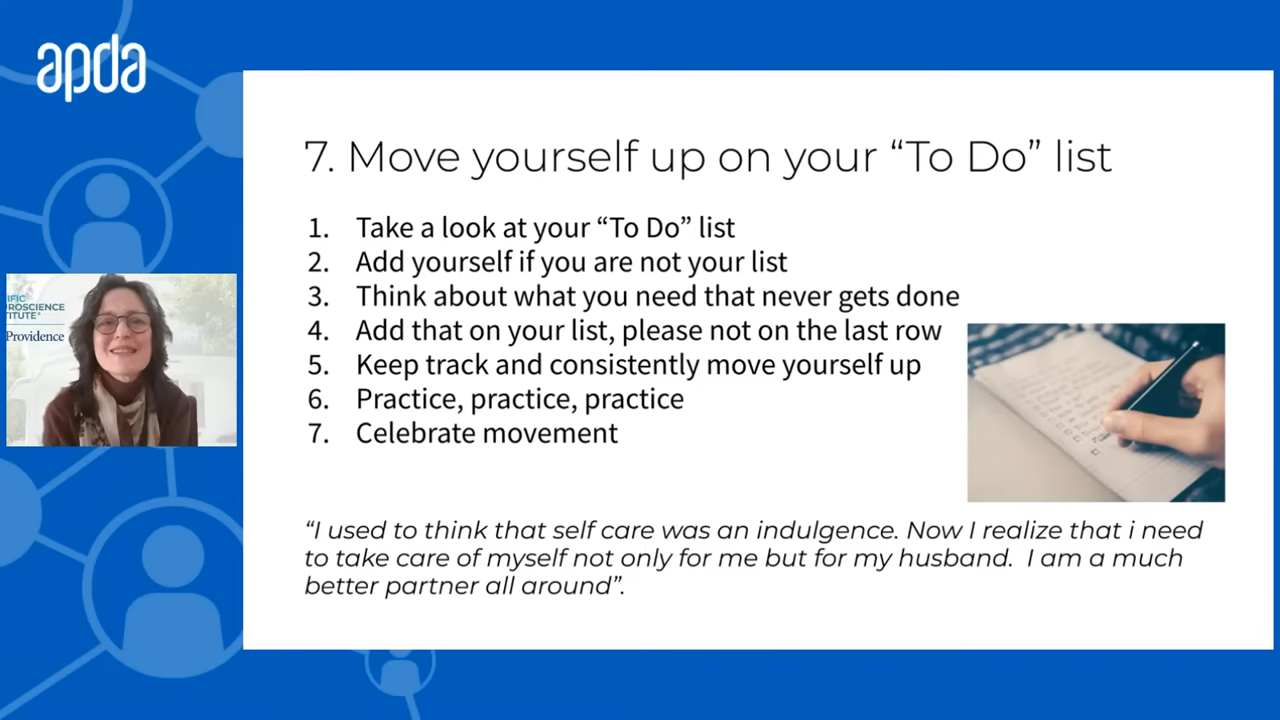 apda
7. Move yourself up on your “To Do” list
1. Take a look at your “To Do” list
2. Add yourself if you are not your list
3. Think about what you need that never gets done
4. Add that on your list, please not on the last row
5. Keep track and consistently move yourself up
6. Practice, practice, practice
7. Celebrate movement
“I used to think that self care was an indulgence. Now I realize that i need
to take care of myself not only for me but for my husband.  I am a much
better partner all around”.
IFIC
ROSCIENCE
TITUTE
Providence